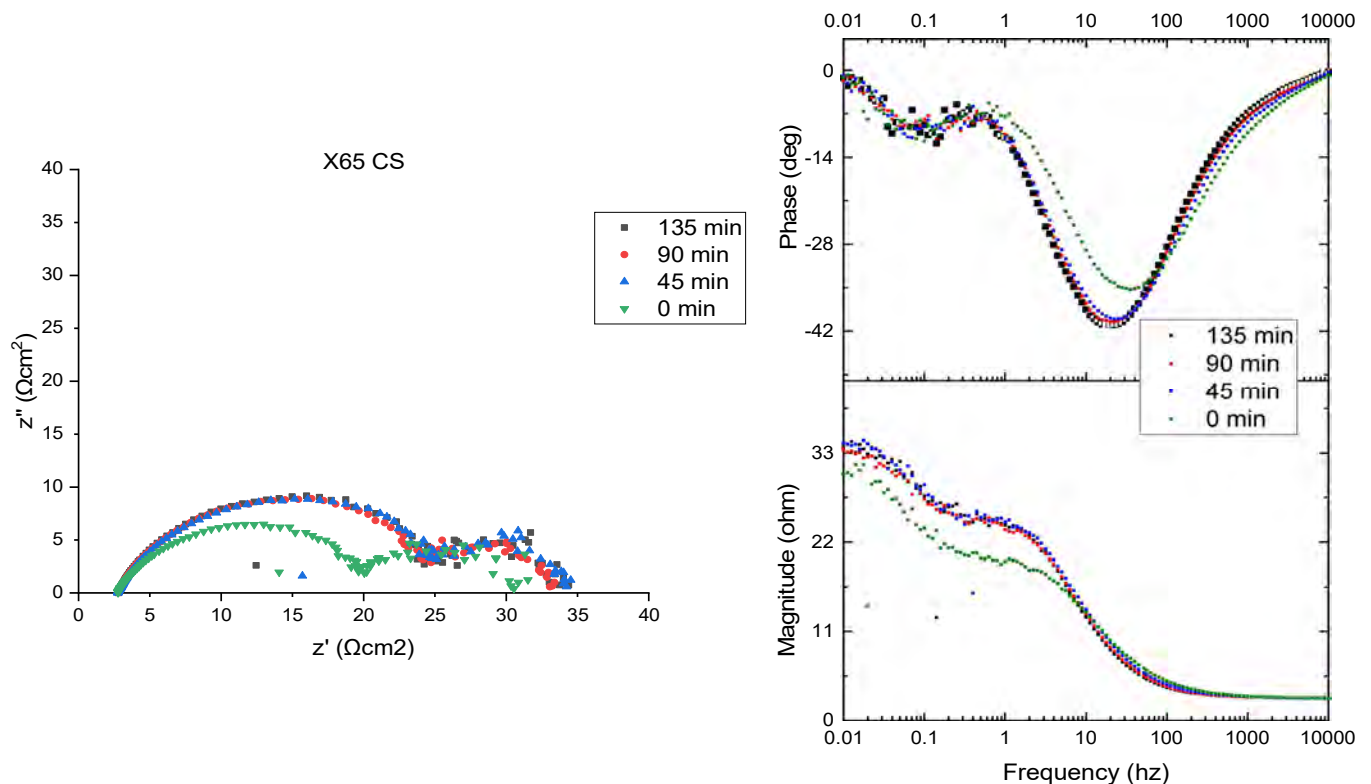 X65 CS
z'' (Ωcm²)
40
35
30
25
20
15
10
5
0
135 min
90 min
45 min
0 min
0 5 10 15 20 25 30 35 40
z' (Ωcm2)
0.01 0.1 1 10 100 1000 10000
Phase (deg)
0
-14
-28
-42
135 min
90 min
45 min
0 min
Magnitude (ohm)
33
22
11
0
0.01 0.1 1 10 100 1000 10000
Frequency (hz)